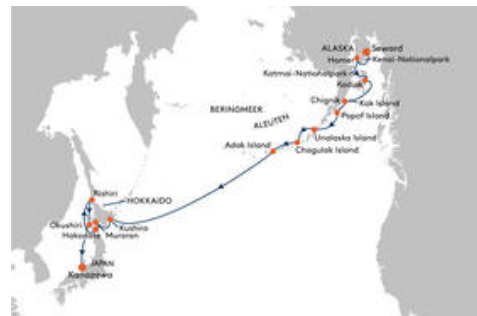 ALASKA
Seward
Homer
Kenai-Nationalpark
Katmai-Nationalpark
Kodiak
Chignik
Kak Island
BERINGMEER
Popof Island
ALEUTEN
Unalaska Island
Adak Island
Chagulak Island
Rishiri
HOKKAIDO
Okushiri
Kushiro
Hakodate
Muroran
JAPAN
Kanazawa